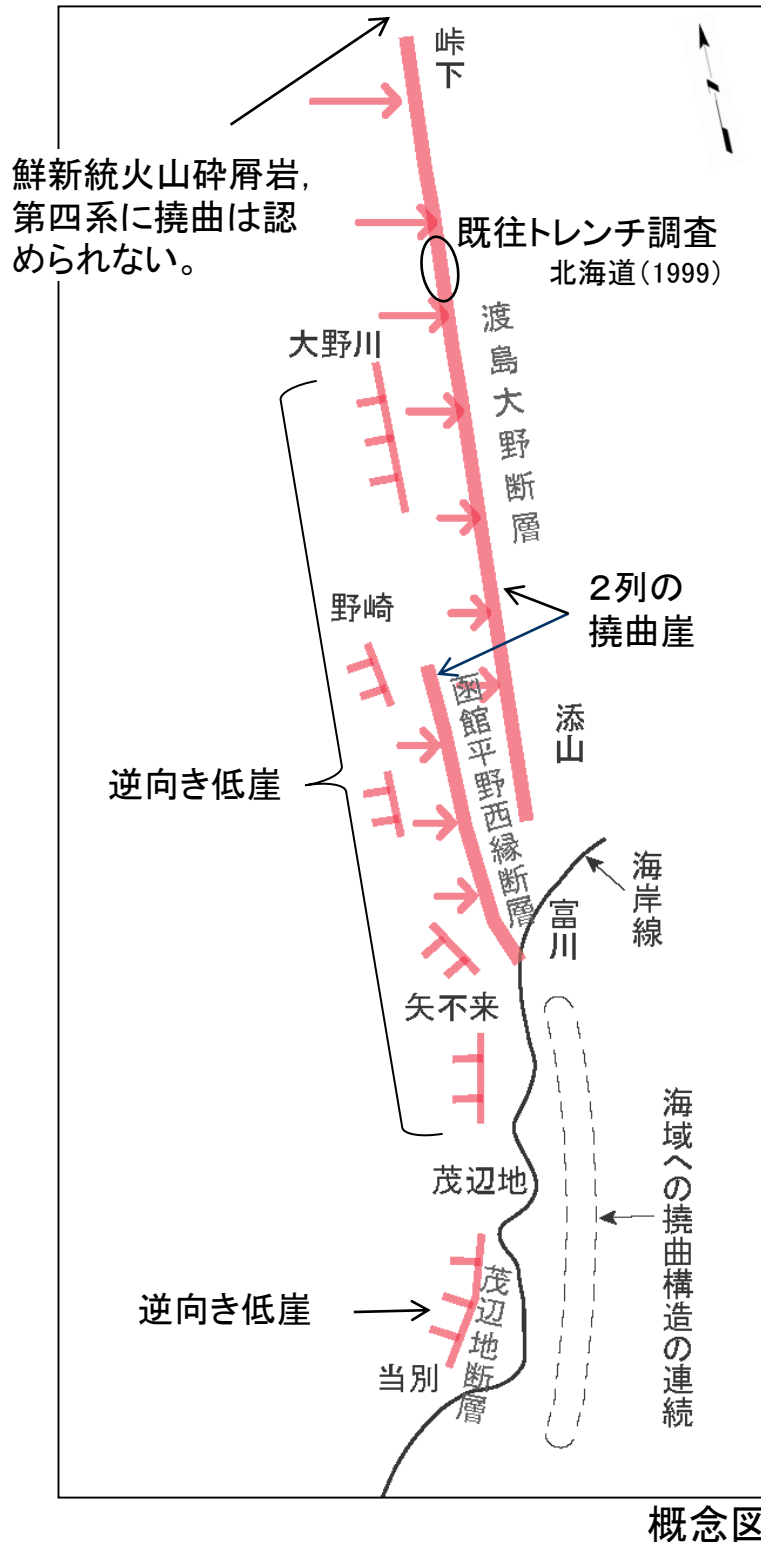 峠下
鮮新統火山砕屑岩,
第四系に撓曲は認
められない。
既往トレンチ調査
北海道（1999）
渡島大野断層
大野川
野崎
２列の
撓曲崖
函館平野西縁断層
添山
逆向き低崖
海岸線
富川
矢不来
茂辺地
海域への撓曲構造の連続
逆向き低崖
茂辺地断層
当別
概念図